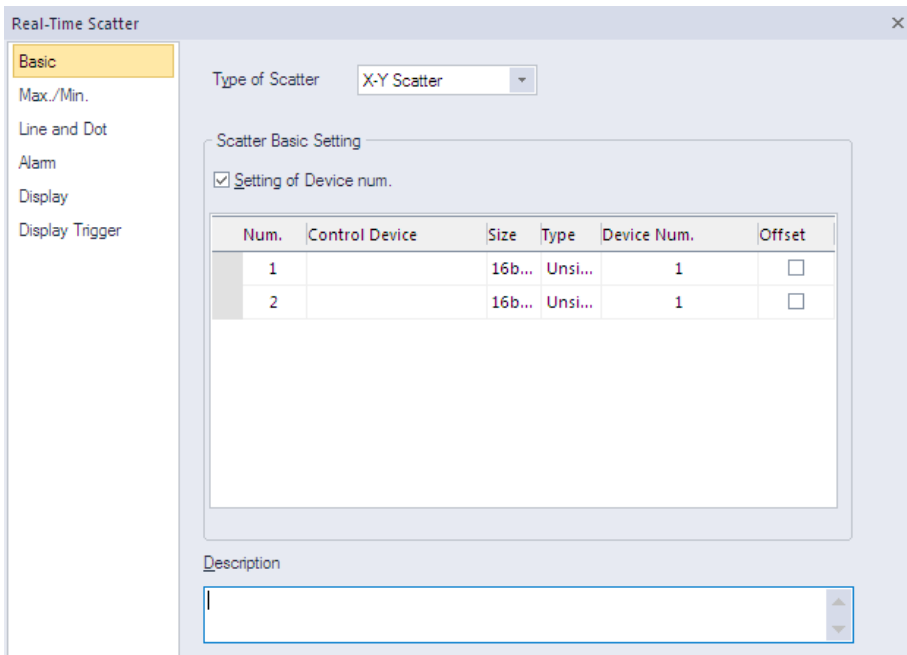 Real-Time Scatter
Basic
Max./Min.
Line and Dot
Alarm
Display
Display Trigger
Type of Scatter X-Y Scatter
Scatter Basic Setting
Setting of Device num.
Num. Control Device Size Type Device Num. Offset
1 16b... Unsi... 1
2 16b... Unsi... 1
Description